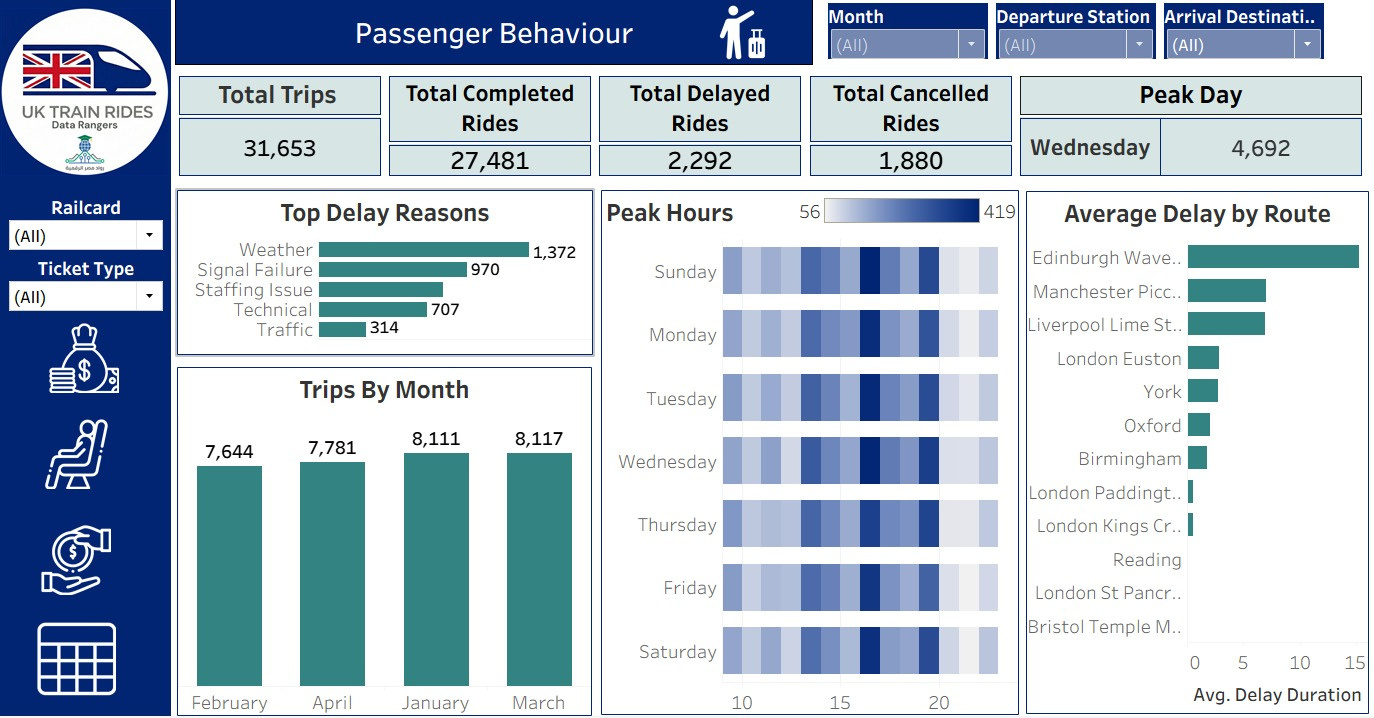 UK TRAIN RIDES
Data Rangers
رواد مصر الرقمية
Railcard
(All)
Ticket Type
(All)
$
$
Passenger Behaviour
Month
(All)
Departure Station
(All)
Arrival Destinati..
(All)
Total Trips
31,653
Total Completed
Rides
27,481
Total Delayed
Rides
2,292
Total Cancelled
Rides
1,880
Peak Day
Wednesday 4,692
Top Delay Reasons
Weather 1,372
Signal Failure 970
Staffing Issue
Technical 707
Traffic 314
Trips By Month
7,644 7,781 8,111 8,117
February April January March
Peak Hours 56 419
Sunday
Monday
Tuesday
Wednesday
Thursday
Friday
Saturday
10 15 20
Average Delay by Route
Edinburgh Wave..
Manchester Picc..
Liverpool Lime St..
London Euston
York
Oxford
Birmingham
London Paddingt..
London Kings Cr..
Reading
London St Pancr..
Bristol Temple M..
0 5 10 15
Avg. Delay Duration